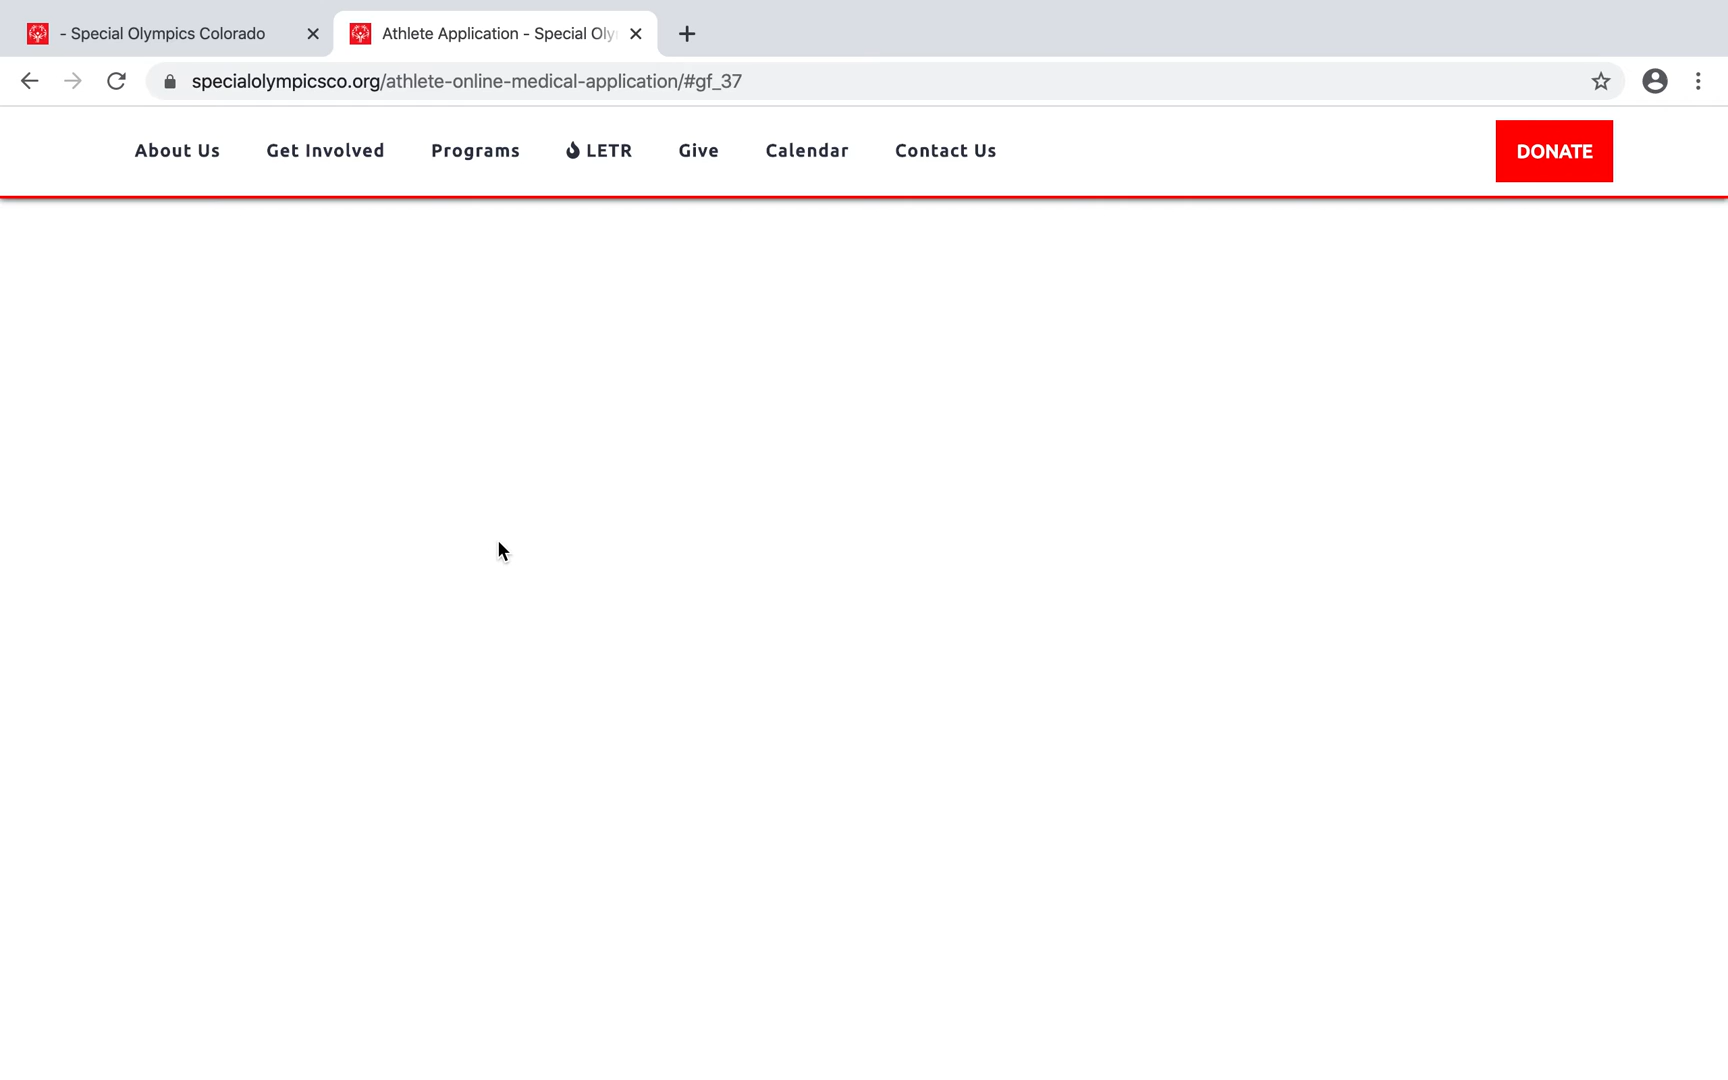 - Special Olympics Colorado
Athlete Application - Special Oly
specialolympicsco.org/athlete-online-medical-application/#gf_37
About Us Get Involved Programs LETR Give Calendar Contact Us DONATE